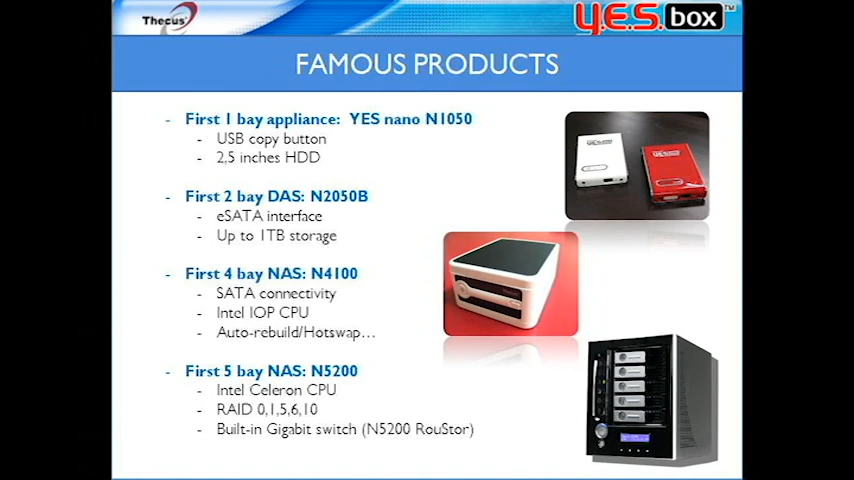 Thecus
Y.E.S.box™
FAMOUS PRODUCTS
- First 1 bay appliance: YES nano N1050
- USB copy button
- 2,5 inches HDD
- First 2 bay DAS: N2050B
- eSATA interface
- Up to 1TB storage
- First 4 bay NAS: N4100
- SATA connectivity
- Intel IOP CPU
- Auto-rebuild/Hotswap…
- First 5 bay NAS: N5200
- Intel Celeron CPU
- RAID 0,1,5,6,10
- Built-in Gigabit switch (N5200 RouStor)